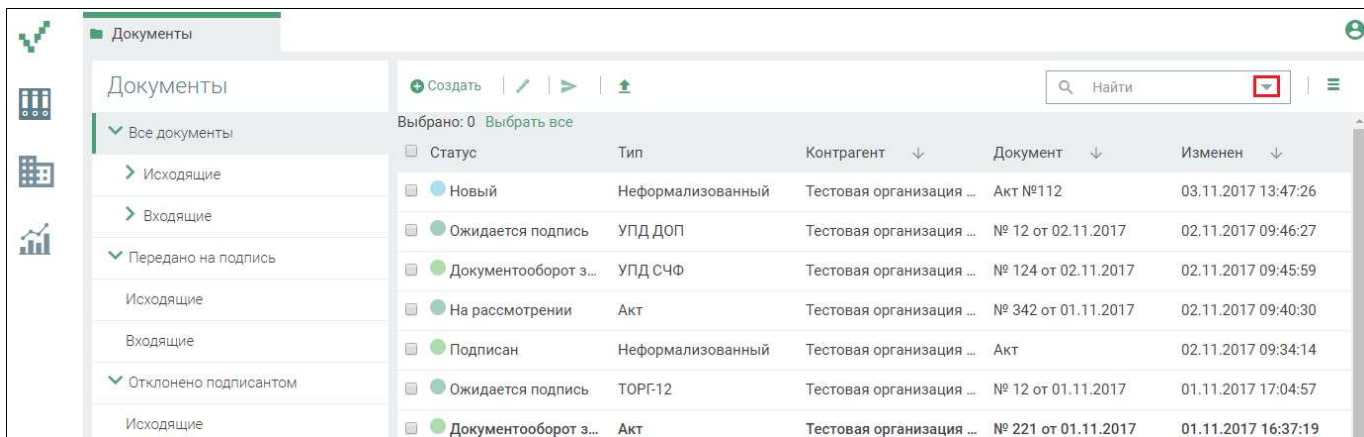 Документы
Документы
Все документы
Исходящие
Входящие
Передано на подпись
Исходящие
Входящие
Отклонено подписантом
Исходящие
Создать
Найти
Выбрано: 0 Выбрать все
Статус Тип Контрагент Документ Изменен
Новый Неформализованный Тестовая организация ... Акт №112 03.11.2017 13:47:26
Ожидается подпись УПД ДОП Тестовая организация ... № 12 от 02.11.2017 02.11.2017 09:46:27
Документооборот з... УПД СЧФ Тестовая организация ... № 124 от 02.11.2017 02.11.2017 09:45:59
На рассмотрении Акт Тестовая организация ... № 342 от 01.11.2017 02.11.2017 09:40:30
Подписан Неформализованный Тестовая организация ... Акт 02.11.2017 09:34:14
Ожидается подпись ТОРГ-12 Тестовая организация ... № 12 от 01.11.2017 01.11.2017 17:04:57
Документооборот з... Акт Тестовая организация ... № 221 от 01.11.2017 01.11.2017 16:37:19